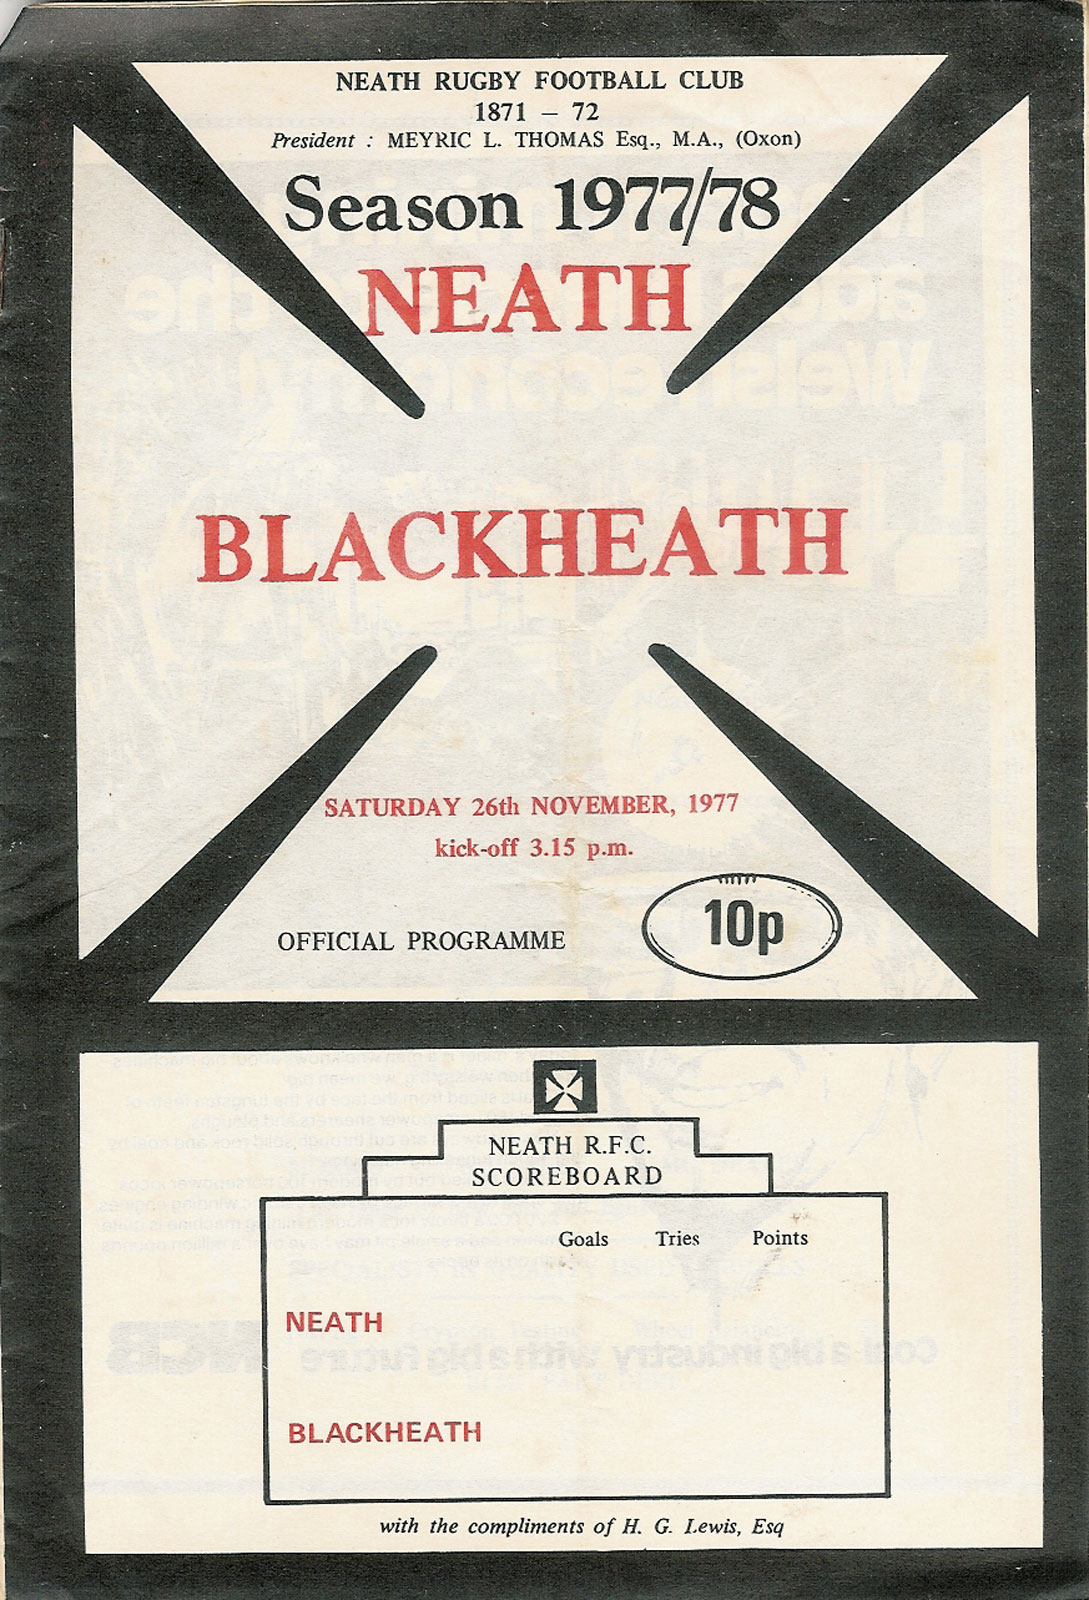 NEATH RUGBY FOOTBALL CLUB
1871 – 72
President : MEYRIC L. THOMAS Esq., M.A., (Oxon)
Season 1977/78
NEATH
BLACKHEATH
SATURDAY 26th NOVEMBER, 1977
kick-off 3.15 p.m.
OFFICIAL PROGRAMME
10p
NEATH R.F.C.
SCOREBOARD
Goals Tries Points
NEATH
BLACKHEATH
with the compliments of H. G. Lewis, Esq